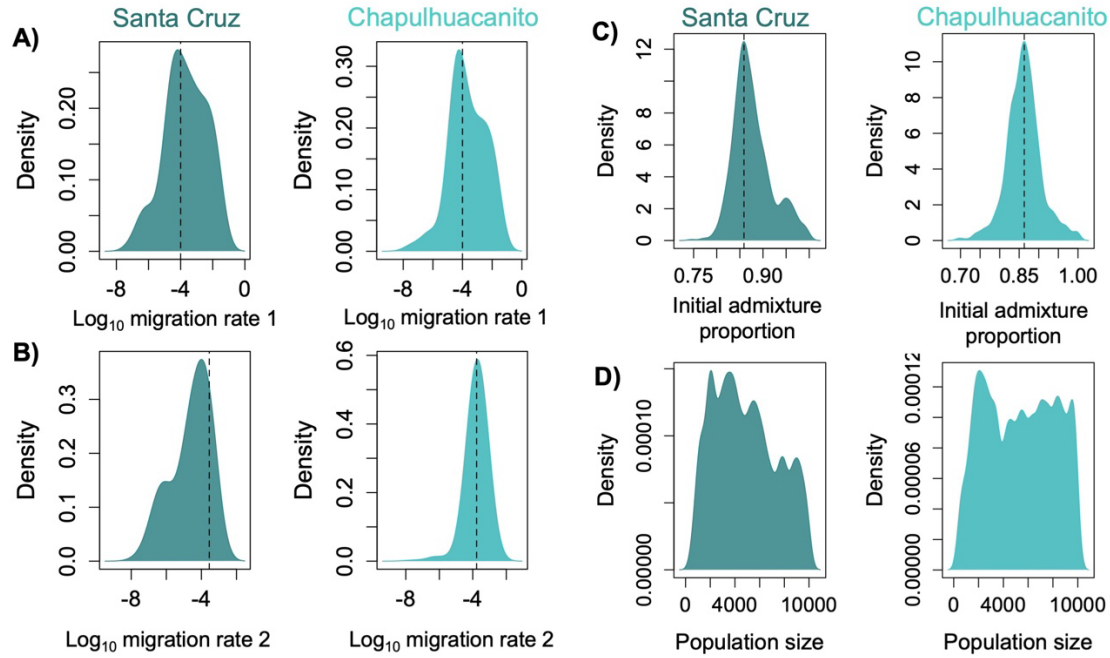 Santa Cruz
Chapulhuacanito
A)
Density
0.00 0.10 0.20
-8 -4 0
Log10 migration rate 1
Density
0.00 0.10 0.20 0.30
-8 -4 0
Log10 migration rate 1
B)
Density
0.0 0.1 0.2 0.3
-8 -4
Log10 migration rate 2
Density
0.0 0.2 0.4 0.6
-8 -4
Log10 migration rate 2
Santa Cruz
Chapulhuacanito
C)
Density
0 2 4 6 8 12
0.75 0.90
Initial admixture
proportion
Density
0 2 4 6 8 10
0.70 0.85 1.00
Initial admixture
proportion
D)
Density
0.00000 0.00010
0 4000 10000
Population size
Density
0.00000 0.00006 0.00012
0 4000 10000
Population size